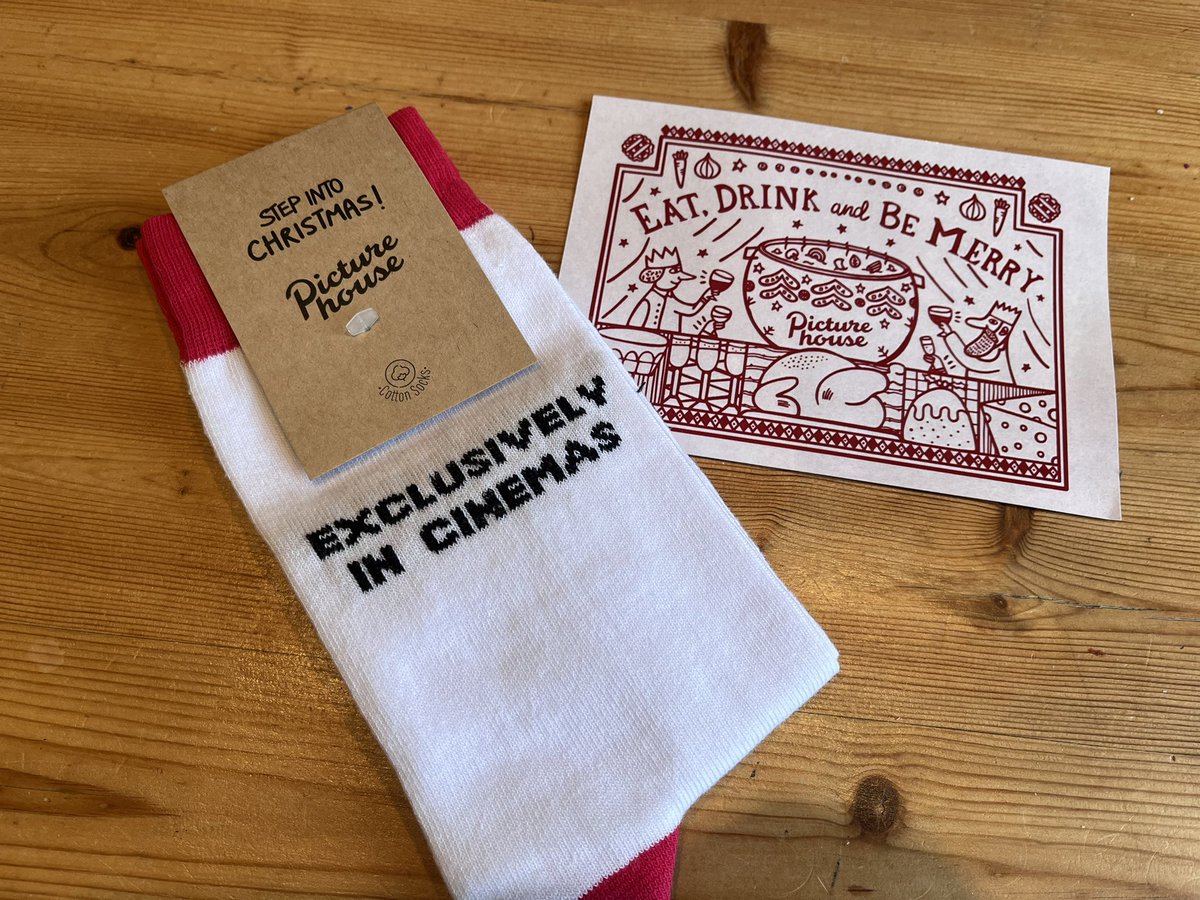 STEP INTO
CHRISTMAS!
Picture
house
Cotton Socks
EXCLUSIVELY
IN CINEMAS
EAT, DRINK and BE MERRY
Picture
house